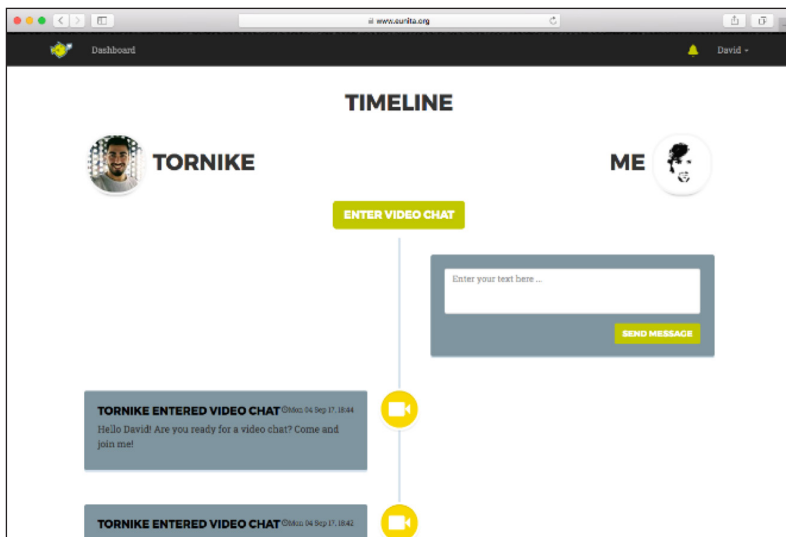 www.eunita.org
Dashboard
David
TIMELINE
TORNIKE
ME
ENTER VIDEO CHAT
Enter your text here ...
SEND MESSAGE
TORNIKE ENTERED VIDEO CHAT Mon 04 Sep 17, 18:44
Hello David! Are you ready for a video chat? Come and
join me!
TORNIKE ENTERED VIDEO CHAT Mon 04 Sep 17, 18:42